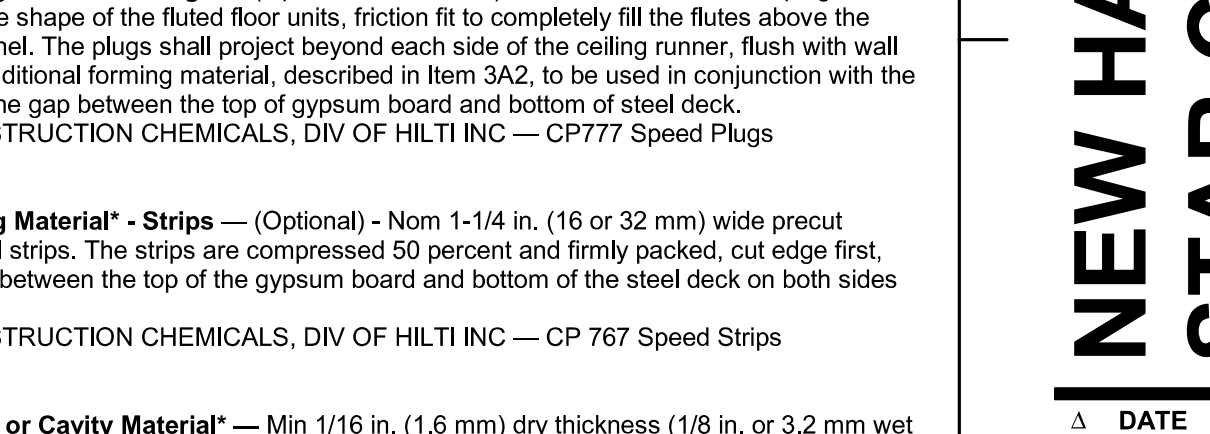 e shape of the fluted floor units, friction fit to completely fill the flutes above the
nel. The plugs shall project beyond each side of the ceiling runner, flush with wall
ditional forming material, described in Item 3A2, to be used in conjunction with the
he gap between the top of gypsum board and bottom of steel deck.
STRUCTION CHEMICALS, DIV OF HILTI INC — CP777 Speed Plugs
g Material* - Strips — (Optional) - Nom 1-1/4 in. (16 or 32 mm) wide precut
l strips. The strips are compressed 50 percent and firmly packed, cut edge first,
between the top of the gypsum board and bottom of the steel deck on both sides
STRUCTION CHEMICALS, DIV OF HILTI INC — CP 767 Speed Strips
or Cavity Material* — Min 1/16 in. (1.6 mm) dry thickness (1/8 in. or 3.2 mm wet
NEW HA
Δ DATE